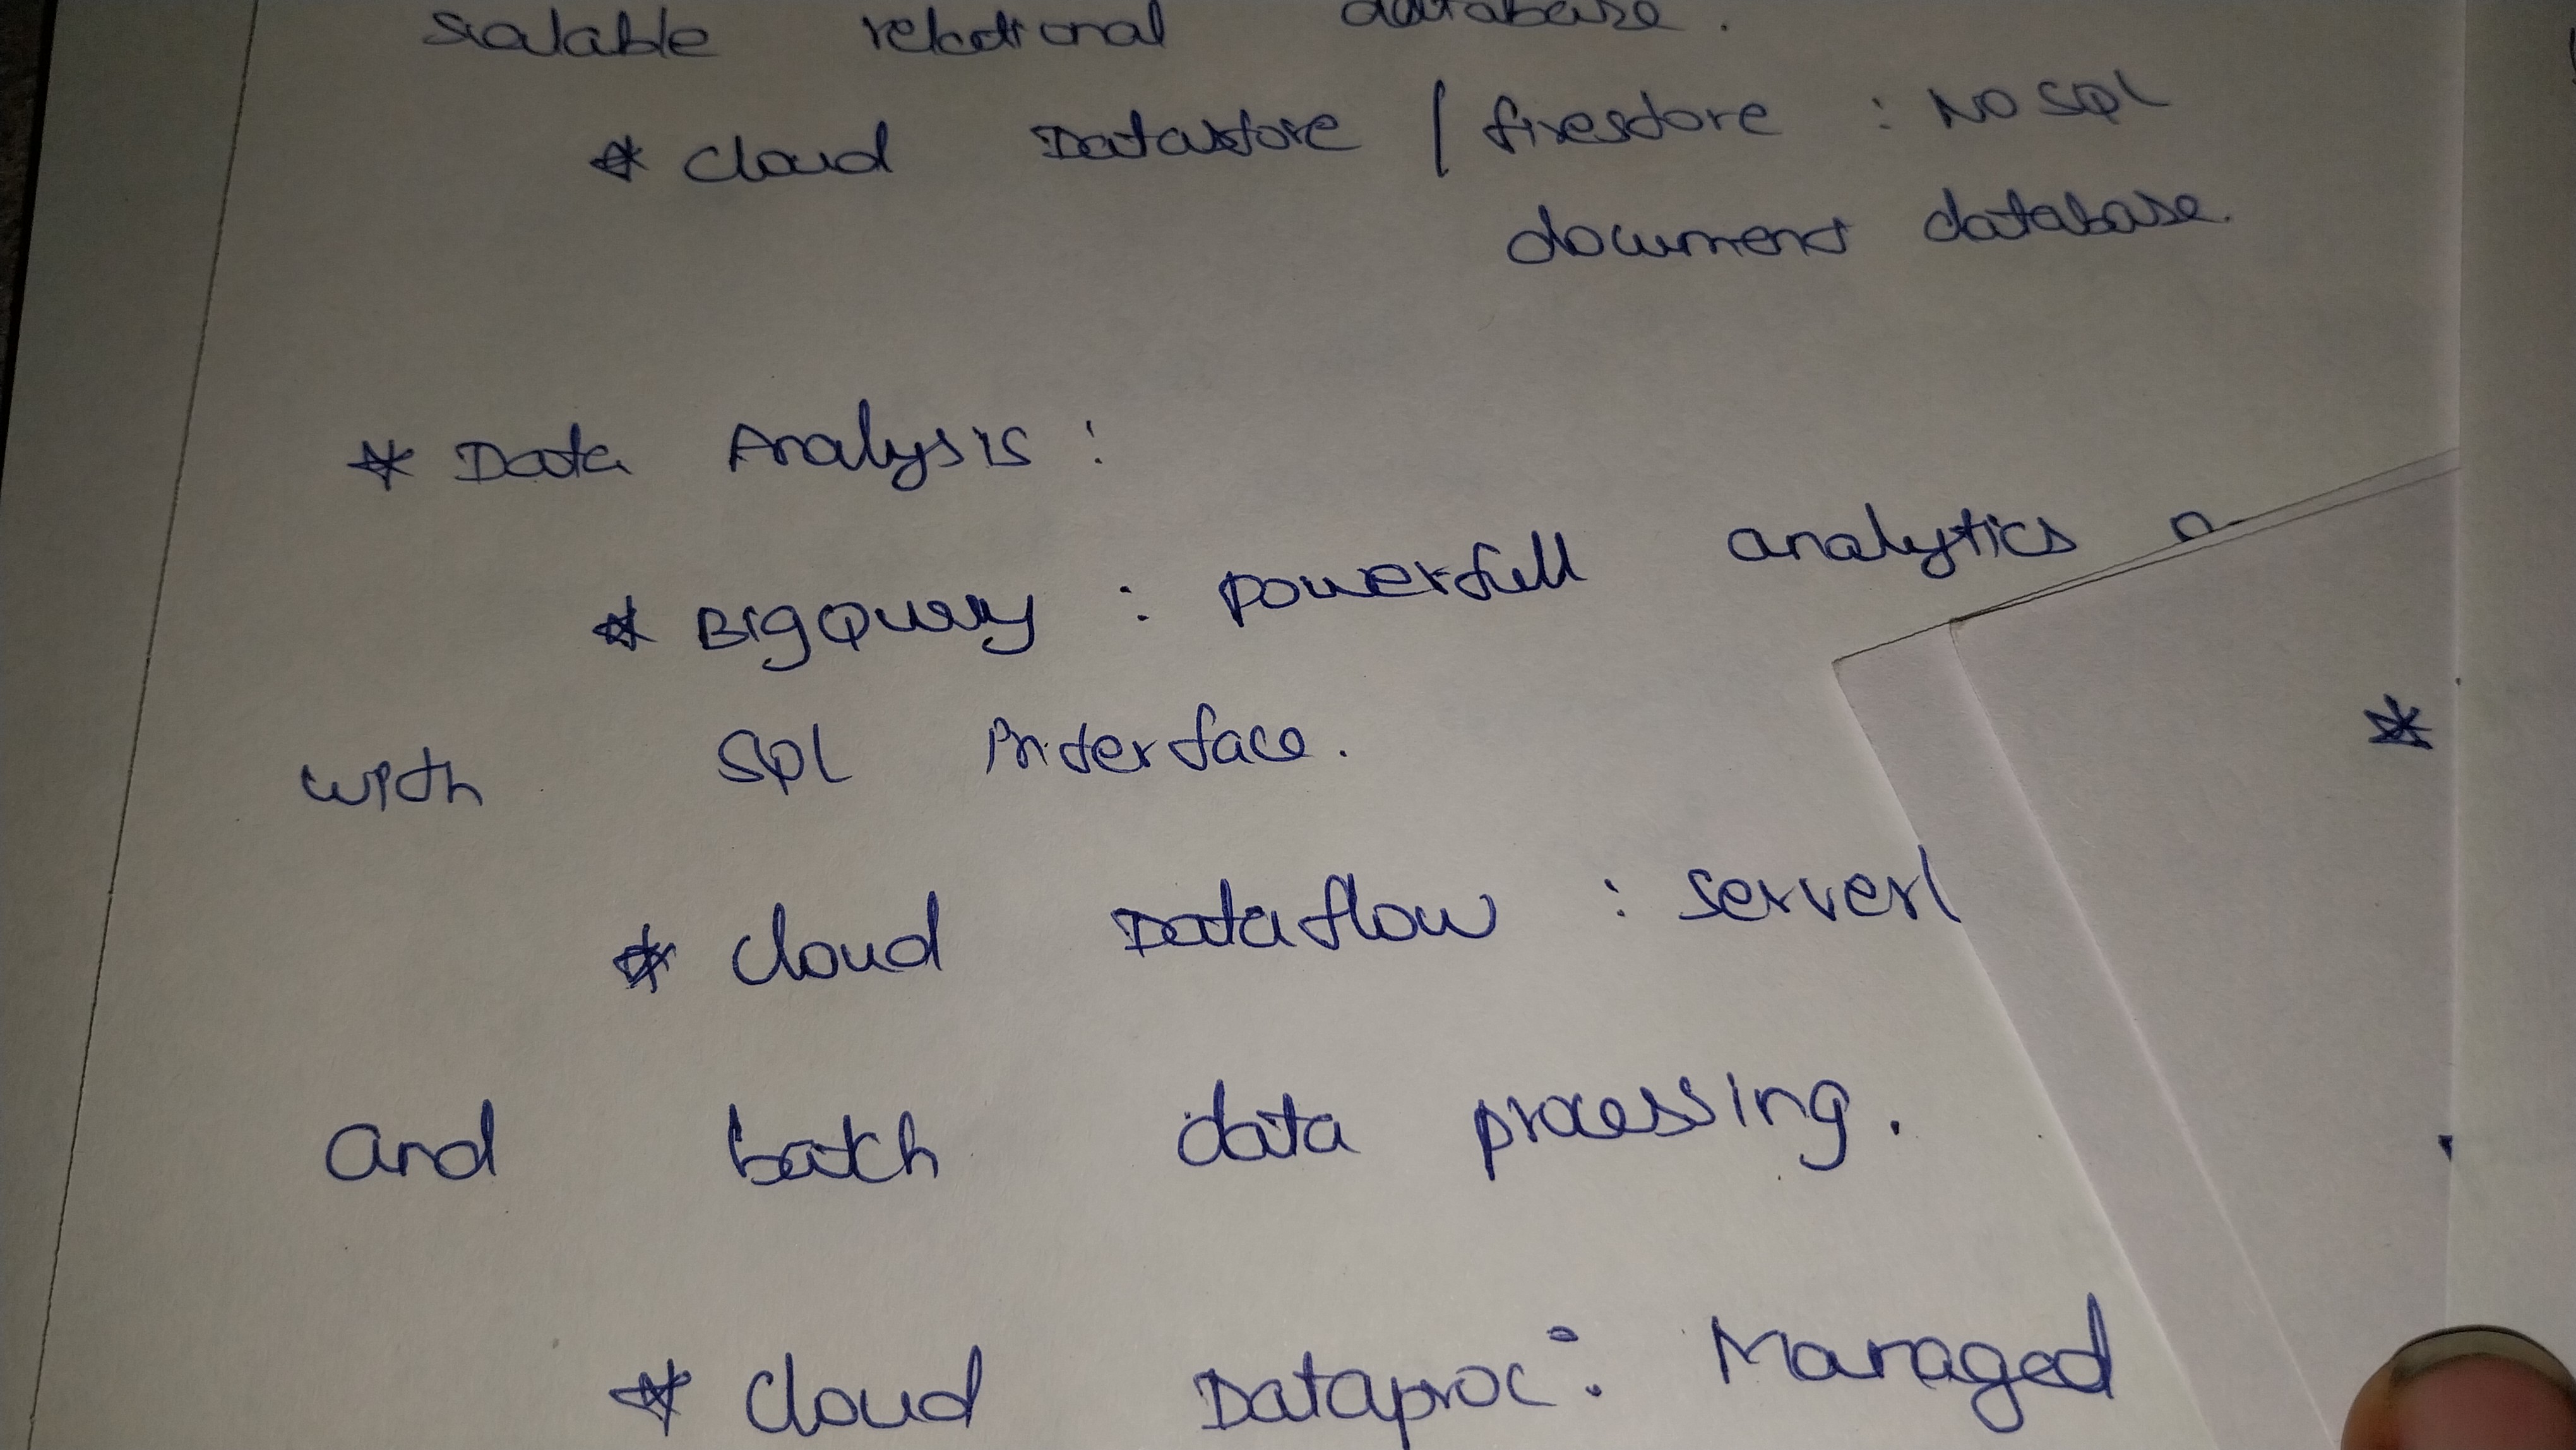 scalable relational database.
* Cloud Datastore / firestore : NO SQL
document database.
* Data Analysis :
* BigQuery : powerfull analytics
with SQL interface.
* Cloud Dataflow : serverl
and batch data processing.
* Cloud Dataproc : Managed